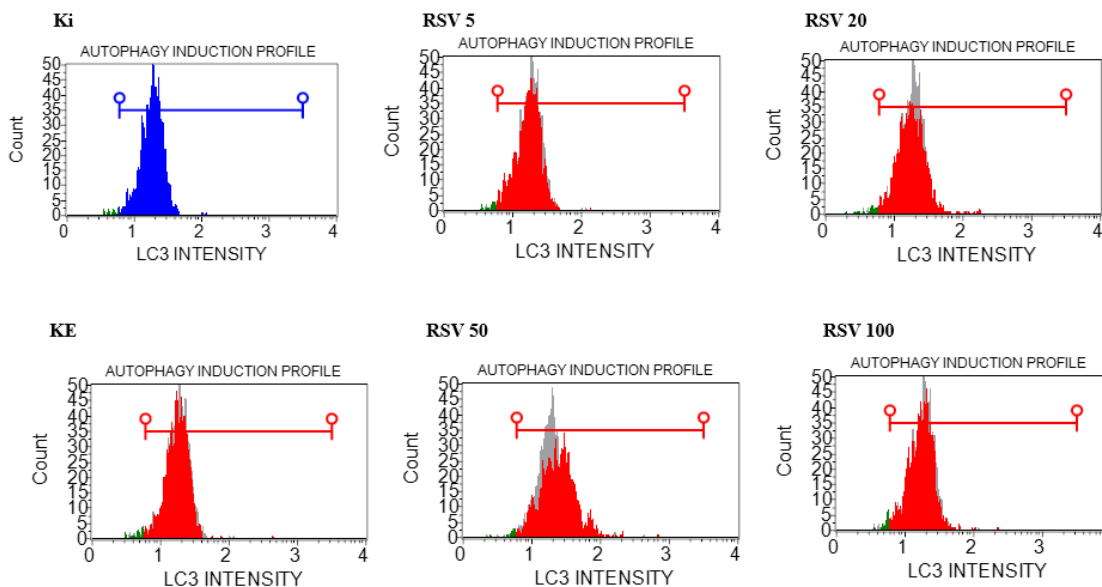 Ki
AUTOPHAGY INDUCTION PROFILE
50
45
40
35
30
25
20
15
10
5
0
Count
0 1 2 3 4
LC3 INTENSITY
RSV 5
AUTOPHAGY INDUCTION PROFILE
50
45
40
35
30
25
20
15
10
5
0
Count
0 1 2 3 4
LC3 INTENSITY
RSV 20
AUTOPHAGY INDUCTION PROFILE
50
45
40
35
30
25
20
15
10
5
0
Count
0 1 2 3 4
LC3 INTENSITY
KE
AUTOPHAGY INDUCTION PROFILE
50
45
40
35
30
25
20
15
10
5
0
Count
0 1 2 3 4
LC3 INTENSITY
RSV 50
AUTOPHAGY INDUCTION PROFILE
50
45
40
35
30
25
20
15
10
5
0
Count
0 1 2 3 4
LC3 INTENSITY
RSV 100
AUTOPHAGY INDUCTION PROFILE
50
45
40
35
30
25
20
15
10
5
0
Count
0 1 2 3
LC3 INTENSITY